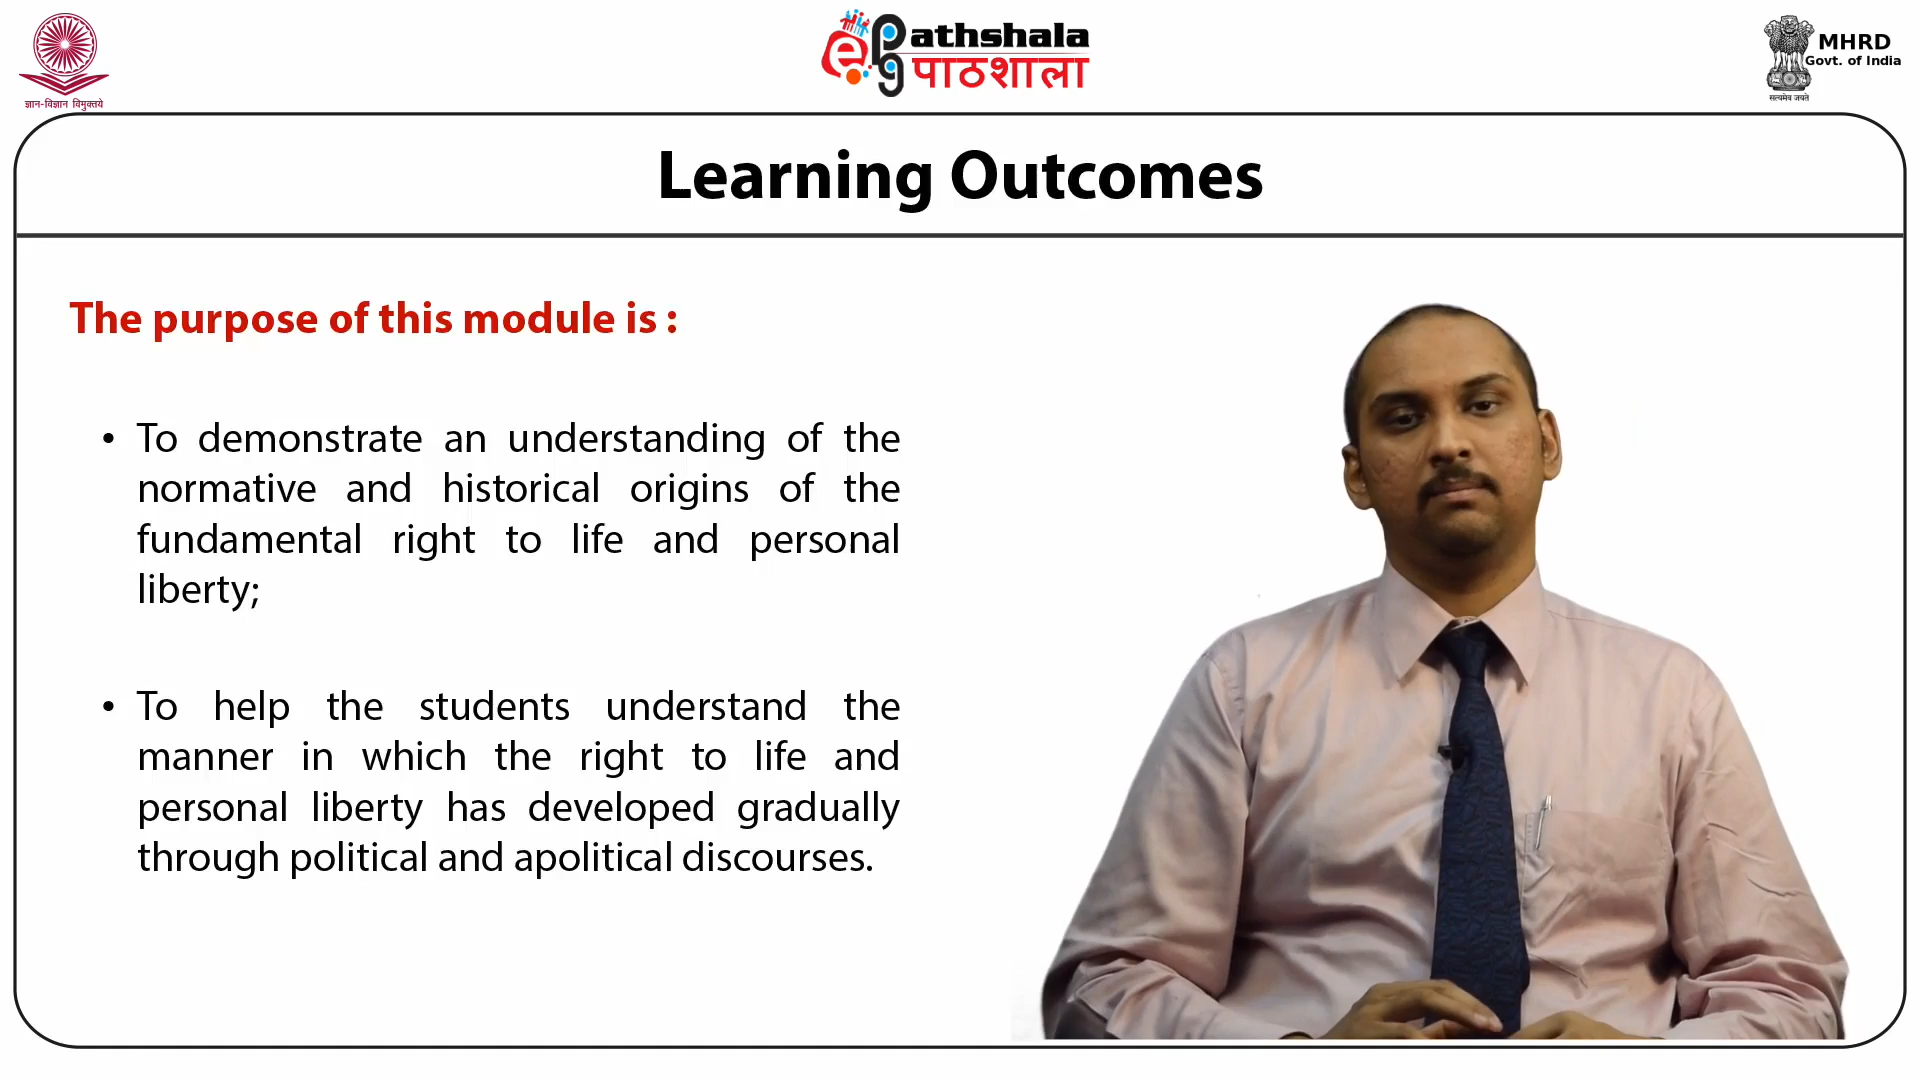 ज्ञान-विज्ञान विमुक्तये
ePathshala
पाठशाला
MHRD
Govt. of India
सत्यमेव जयते
Learning Outcomes
The purpose of this module is :
• To demonstrate an understanding of the
normative and historical origins of the
fundamental right to life and personal
liberty;
• To help the students understand the
manner in which the right to life and
personal liberty has developed gradually
through political and apolitical discourses.